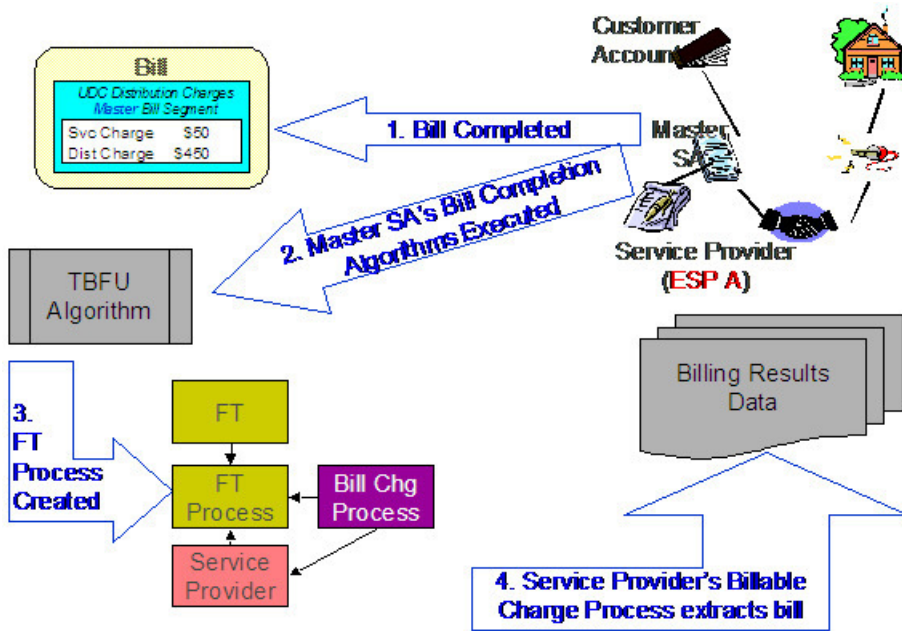 Bill
UDC Distribution Charges
Master Bill Segment
Svc Charge $50
Dist Charge $450
Customer
Account
1. Bill Completed
Master
SA
2. Master SA's Bill Completion
Algorithms Executed
Service Provider
(ESP A)
TBFU
Algorithm
Billing Results
Data
3.
FT
Process
Created
FT
FT
Process
Bill Chg
Process
Service
Provider
4. Service Provider's Billable
Charge Process extracts bill